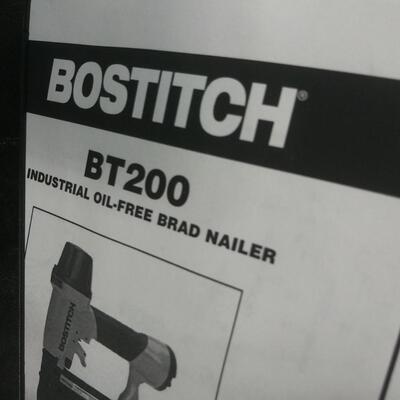 BOSTITCH®
BT200
INDUSTRIAL OIL-FREE BRAD NAILER
BOSTITCH